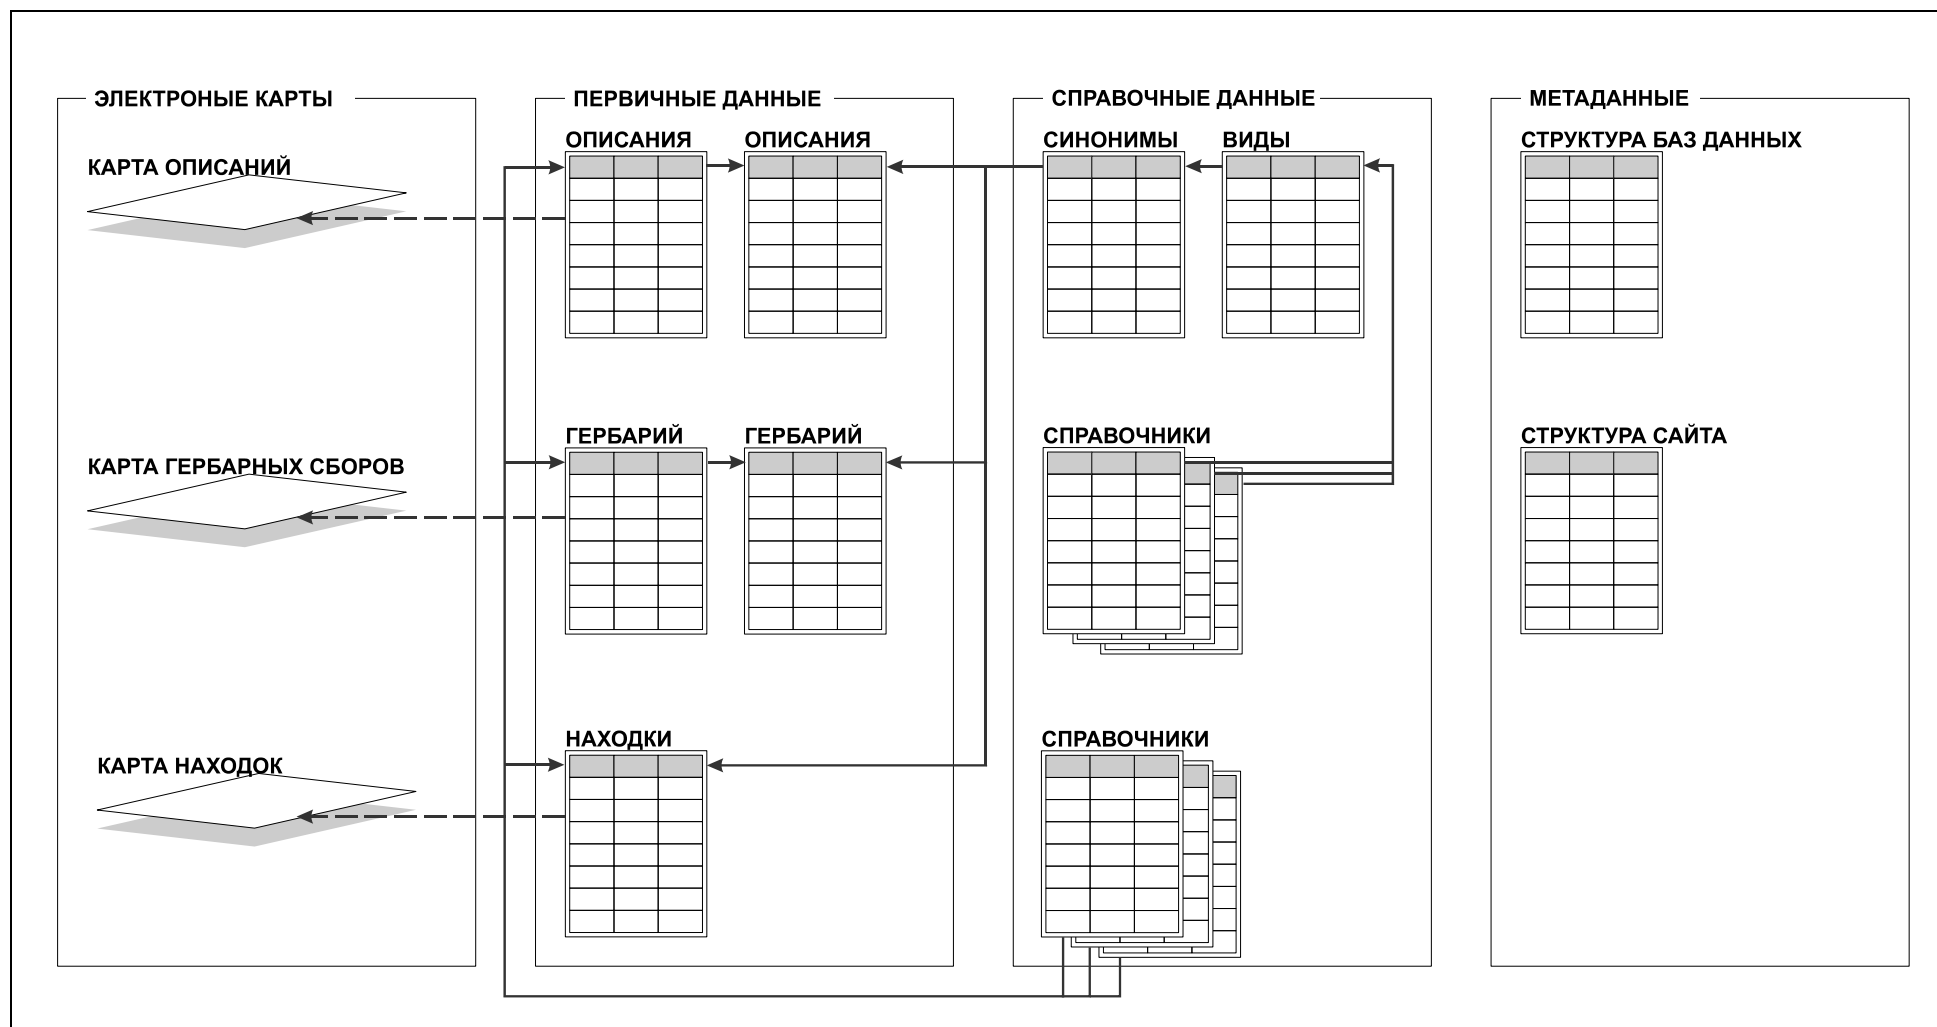 ЭЛЕКТРОНЫЕ КАРТЫ
КАРТА ОПИСАНИЙ
КАРТА ГЕРБАРНЫХ СБОРОВ
КАРТА НАХОДОК
ПЕРВИЧНЫЕ ДАННЫЕ
ОПИСАНИЯ ОПИСАНИЯ
ГЕРБАРИЙ ГЕРБАРИЙ
НАХОДКИ
СПРАВОЧНЫЕ ДАННЫЕ
СИНОНИМЫ ВИДЫ
СПРАВОЧНИКИ
СПРАВОЧНИКИ
МЕТАДАННЫЕ
СТРУКТУРА БАЗ ДАННЫХ
СТРУКТУРА САЙТА